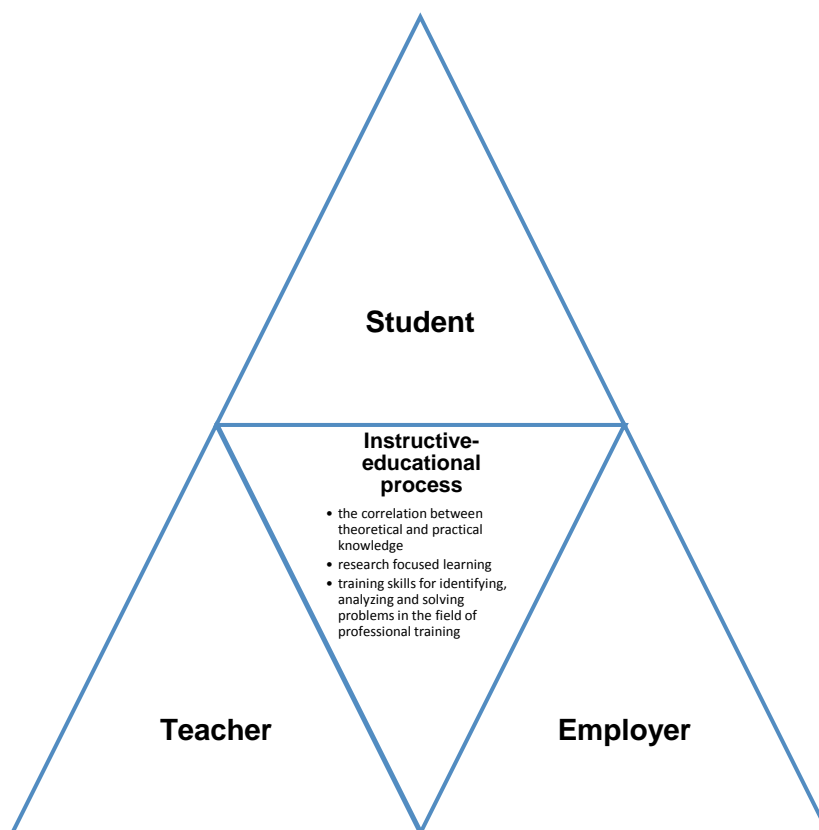 Student
Instructive-
educational
process
• the correlation between
theoretical and practical
knowledge
• research focused learning
• training skills for identifying,
analyzing and solving
problems in the field of
professional training
Teacher
Employer